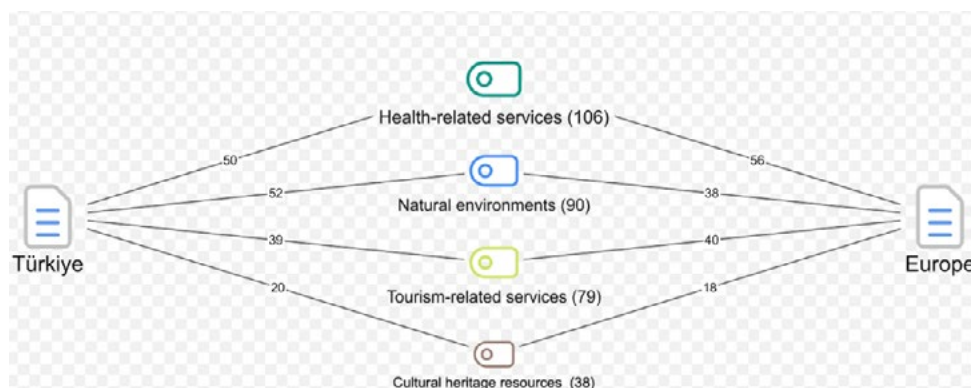 Health-related services (106)
50
56
Natural environments (90)
52
38
Türkiye
Europe
39
40
Tourism-related services (79)
20
18
Cultural heritage resources (38)